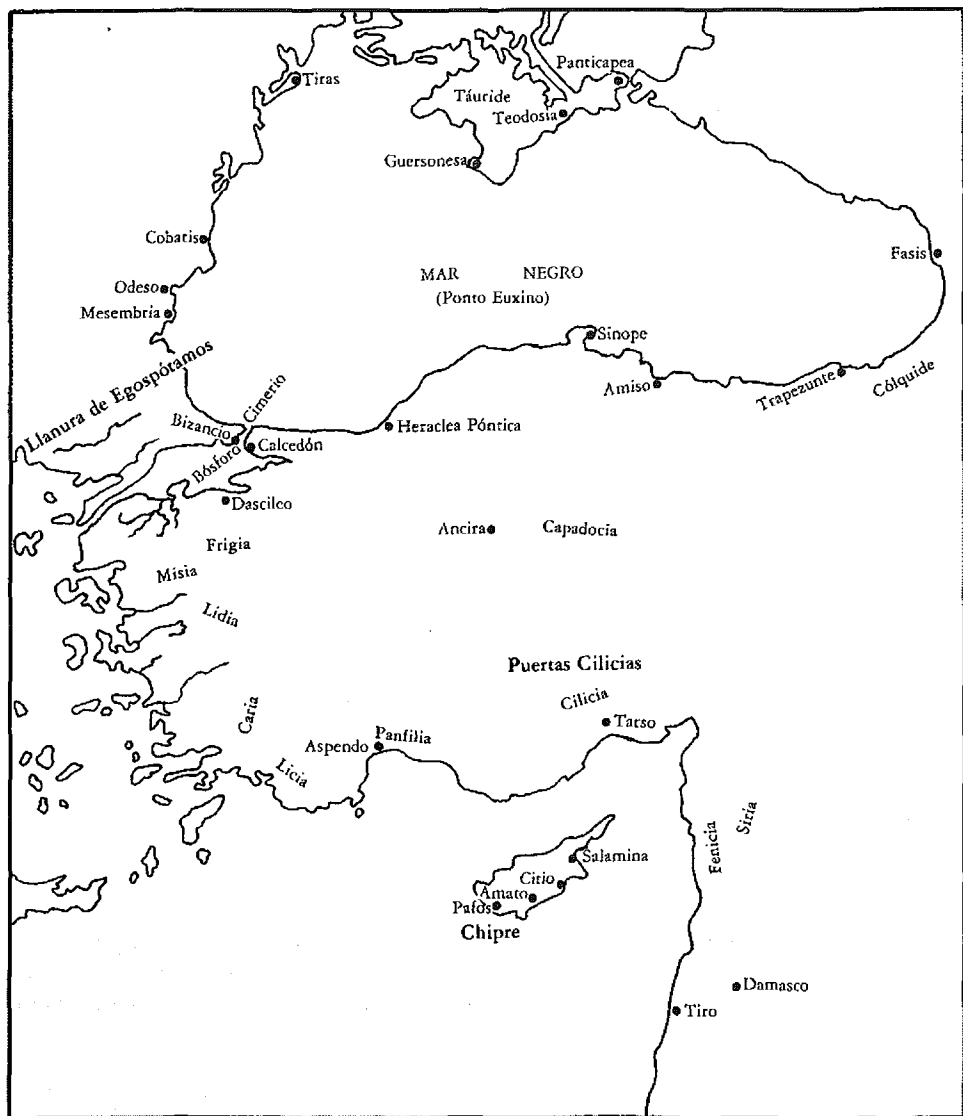 Panticapea
Tiras
Táuride
Teodosia
Guersonesa
Cobatis
Fasis
Odeso
MAR NEGRO
(Ponto Euxino)
Mesembria
Sinope
Llanura de Egospótamos
Amiso
Trapezunte
Cólquide
Cimerio
Bizancio
Heraclea Póntica
Calcedón
Bósforo
Dascileo
Ancira
Capadocia
Frigia
Misia
Lidia
Puertas Cilicias
Cilicia
Caria
Tarso
Panfilia
Aspendo
Licia
Siria
Fenicia
Salamina
Citio
Amato
Pafos
Chipre
Damasco
Tiro